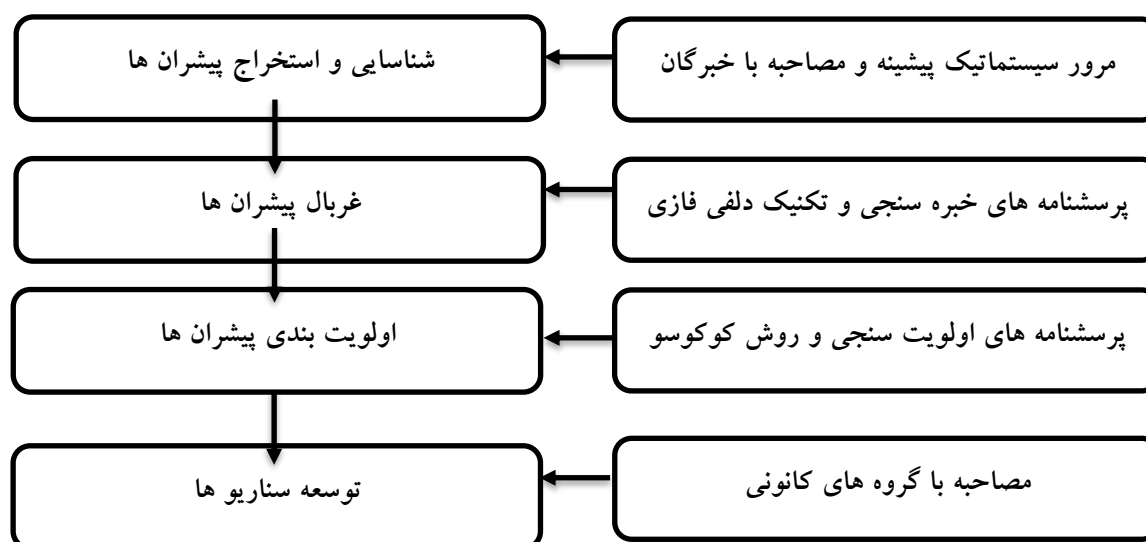 مرور سیستماتیک پیشینه و مصاحبه با خبرگان
شناسایی و استخراج پیشران ها
پرسشنامه های خبره سنجی و تکنیک دلفی فازی
غربال پیشران ها
پرسشنامه های اولویت سنجی و روش کوکوسو
اولویت بندی پیشران ها
مصاحبه با گروه های کانونی
توسعه سناریو ها